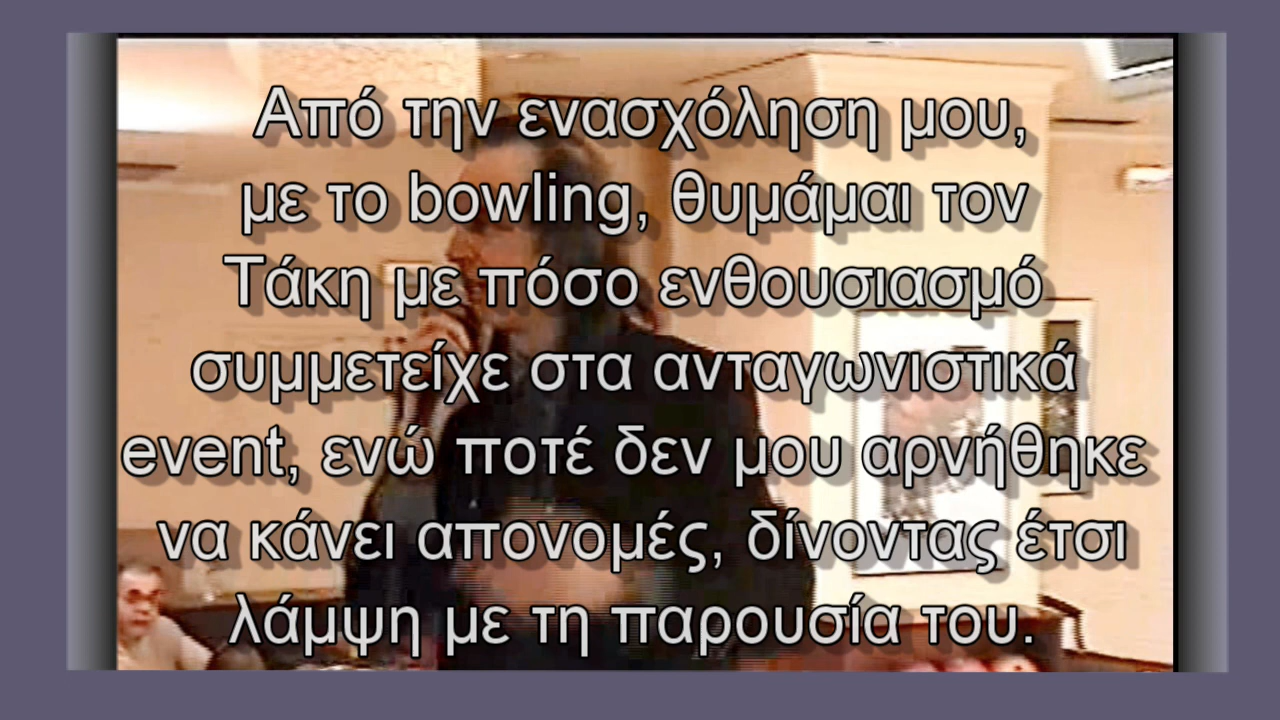 Από την ενασχόληση μου,
με το bowling, θυμάμαι τον
Τάκη με πόσο ενθουσιασμό
συμμετείχε στα ανταγωνιστικά
event, ενώ ποτέ δεν μου αρνήθηκε
να κάνει απονομές, δίνοντας έτσι
λάμψη με τη παρουσία του.